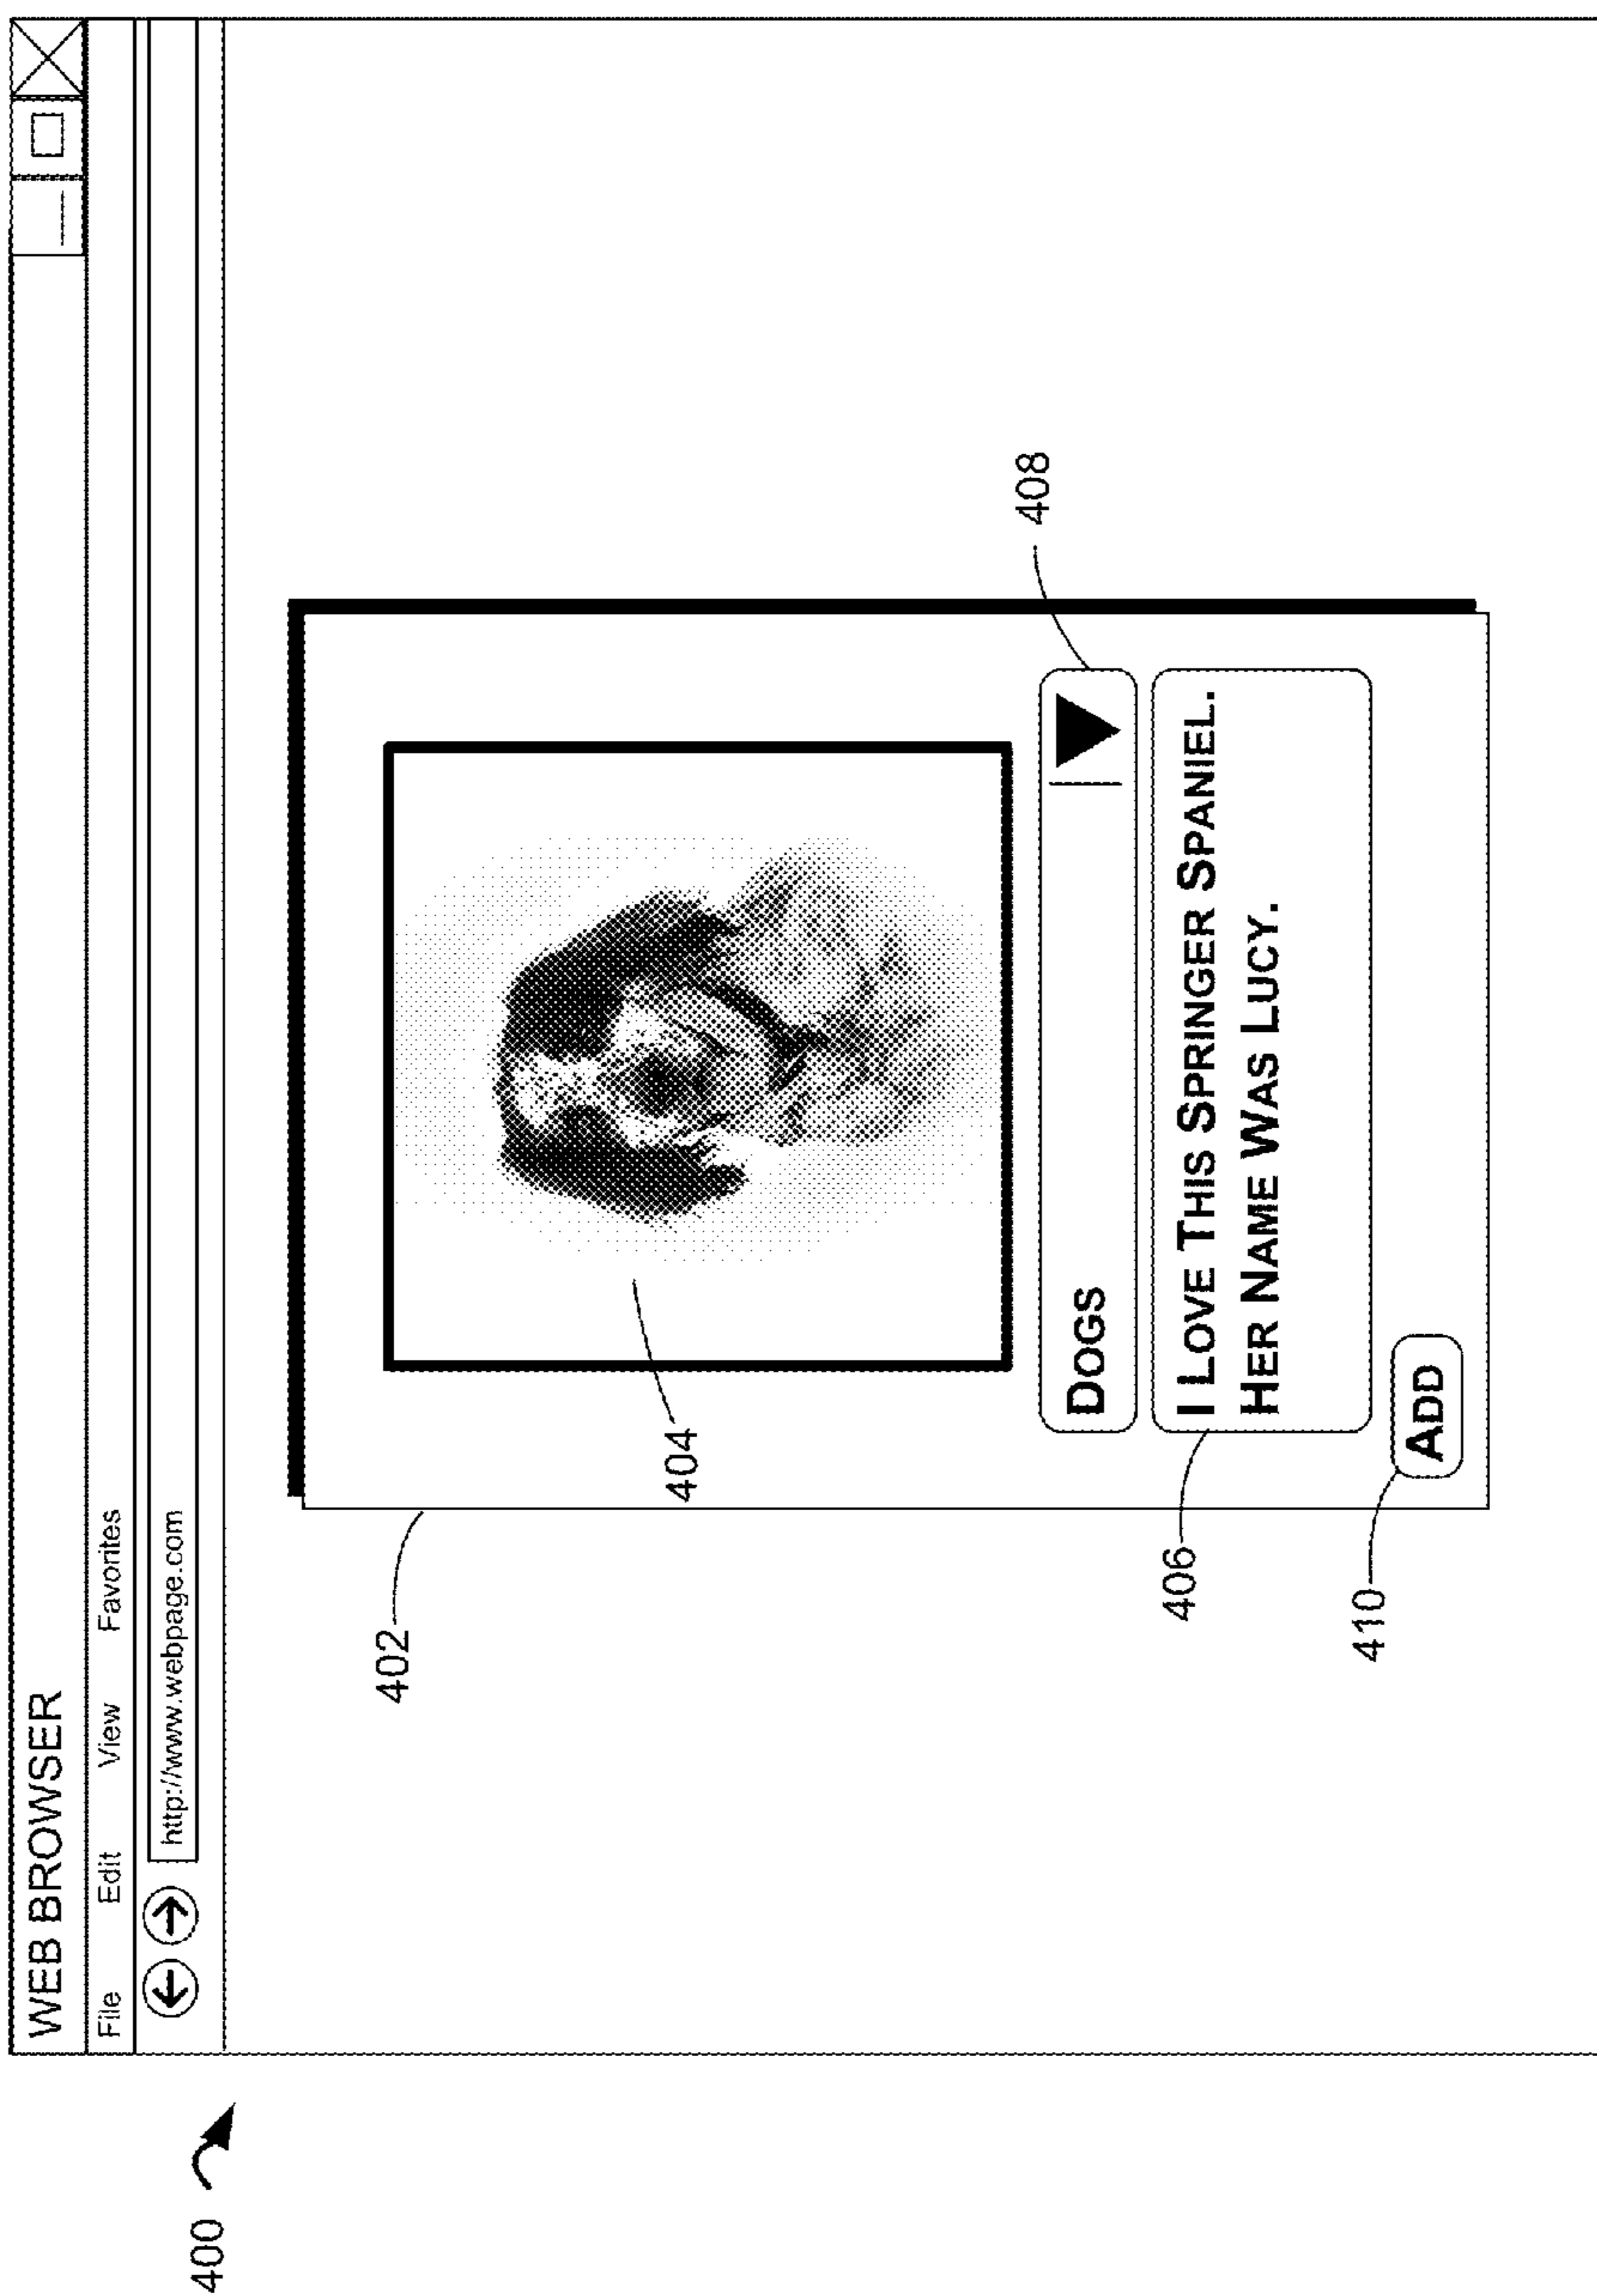 WEB BROWSER
File Edit View Favorites
http://www.webpage.com
400
402
404
408
DOGS
406
I LOVE THIS SPRINGER SPANIEL.
HER NAME WAS LUCY.
410
ADD